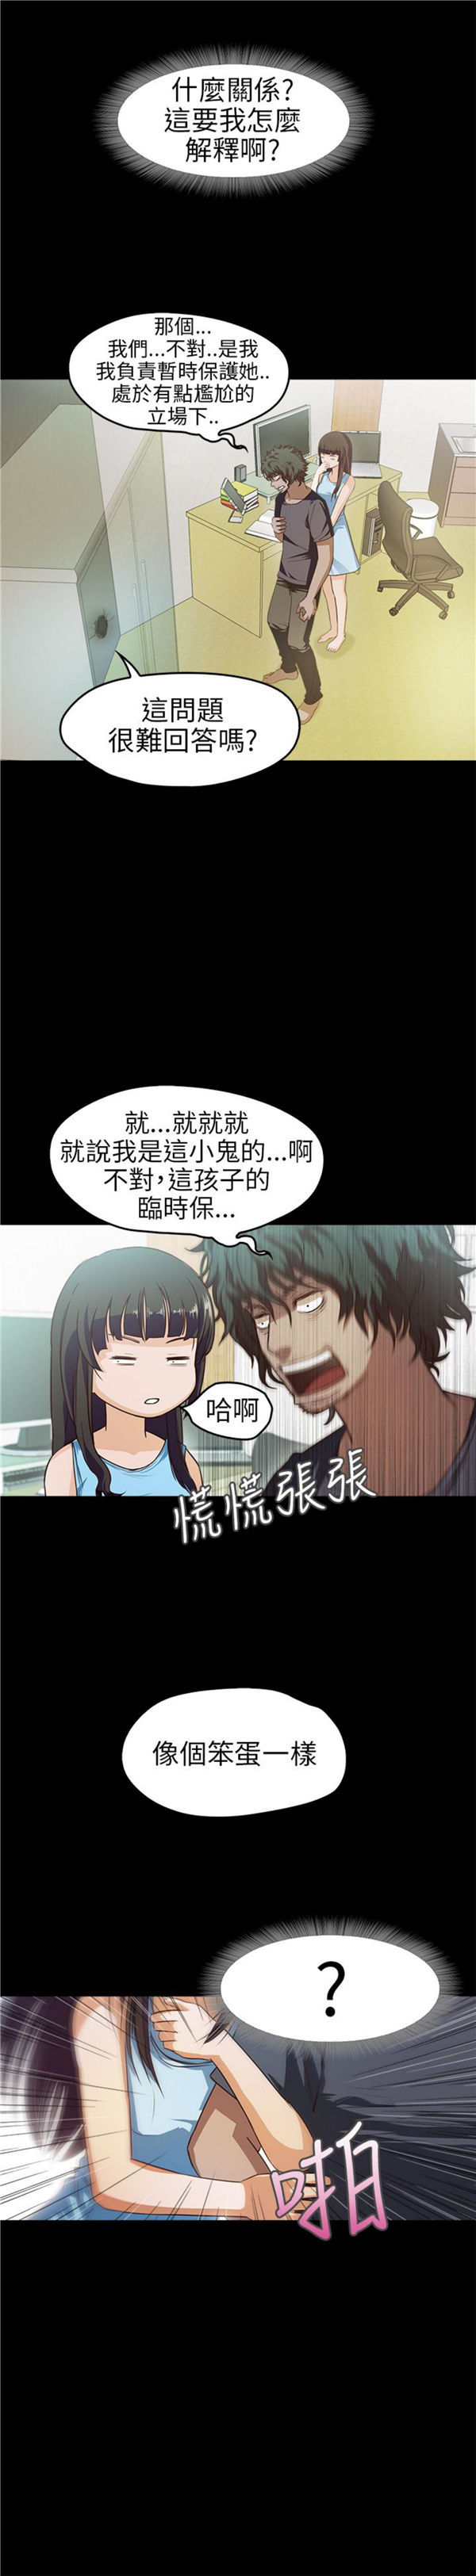 什麼關係?
這要我怎麼
解釋啊?
那個...
我們...不對..是我
我負責暫時保護她..
處於有點尷尬的
立場下..
這問題
很難回答嗎?
就...就就就
就說我是這小鬼的...啊
不對,這孩子的
臨時保...
哈啊
慌慌張張
像個笨蛋一樣
?
啪